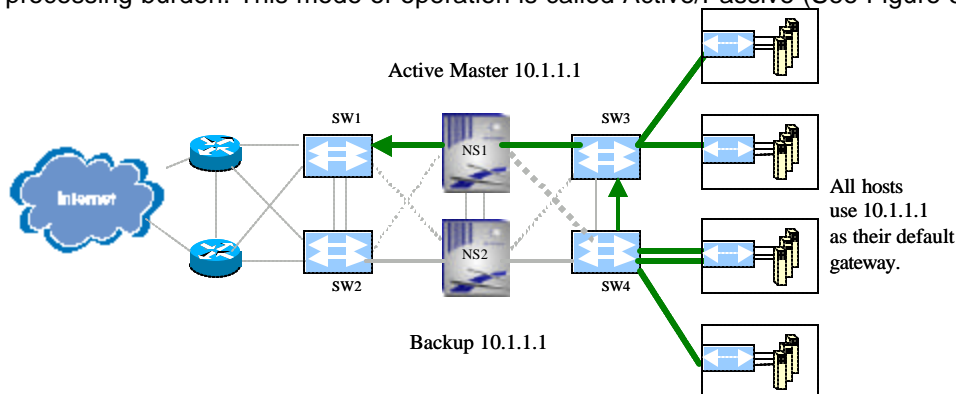 processing burden. This mode of operation is called Active/Passive (See Figure
Active Master 10.1.1.1
SW1
SW3
NS1
Internet
All hosts
use 10.1.1.1
as their default
gateway.
NS2
SW2
SW4
Backup 10.1.1.1